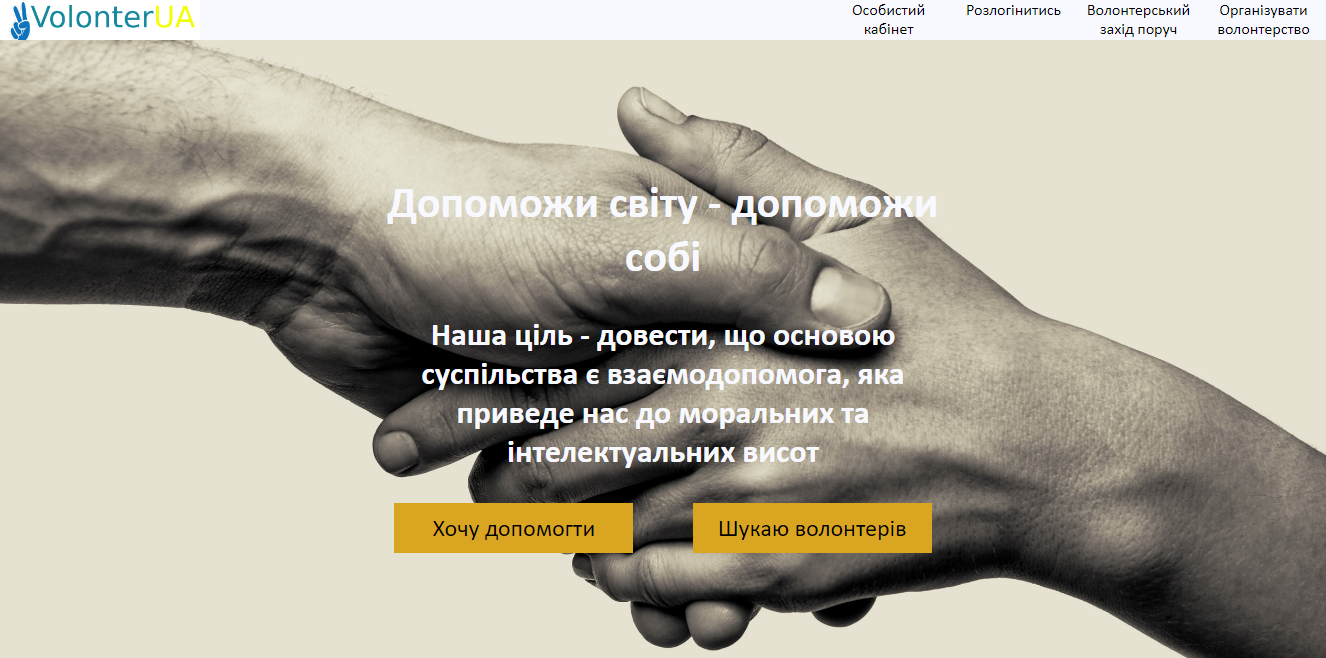 VolonterUA
Особистий
кабінет
Розлогінитись
Волонтерський
захід поруч
Організувати
волонтерство
Допоможи світу - допоможи
собі
Наша ціль - довести, що основою
суспільства є взаємодопомога, яка
приведе нас до моральних та
інтелектуальних висот
Хочу допомогти
Шукаю волонтерів